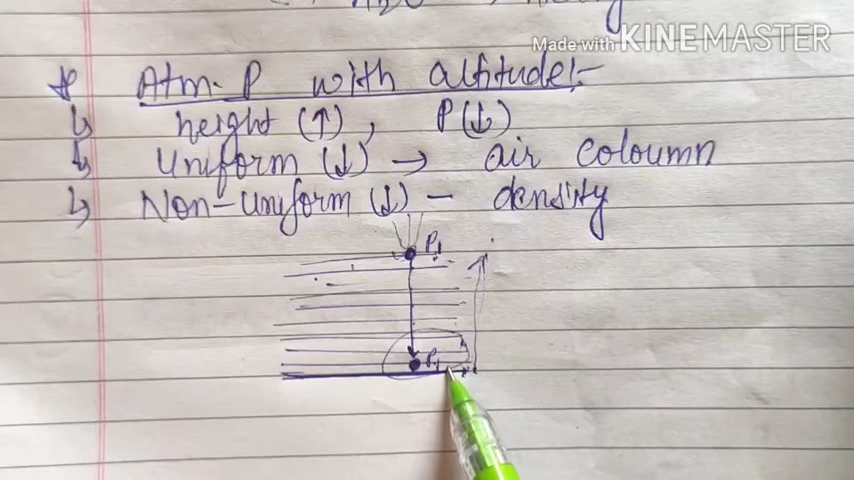 Made with KINEMASTER
* Atm. P with altitude:-
↳ height (↑), P(↓)
↳ Uniform (↓) → air coloumn
↳ Non-Uniform (↓) - density
P₁
P₁